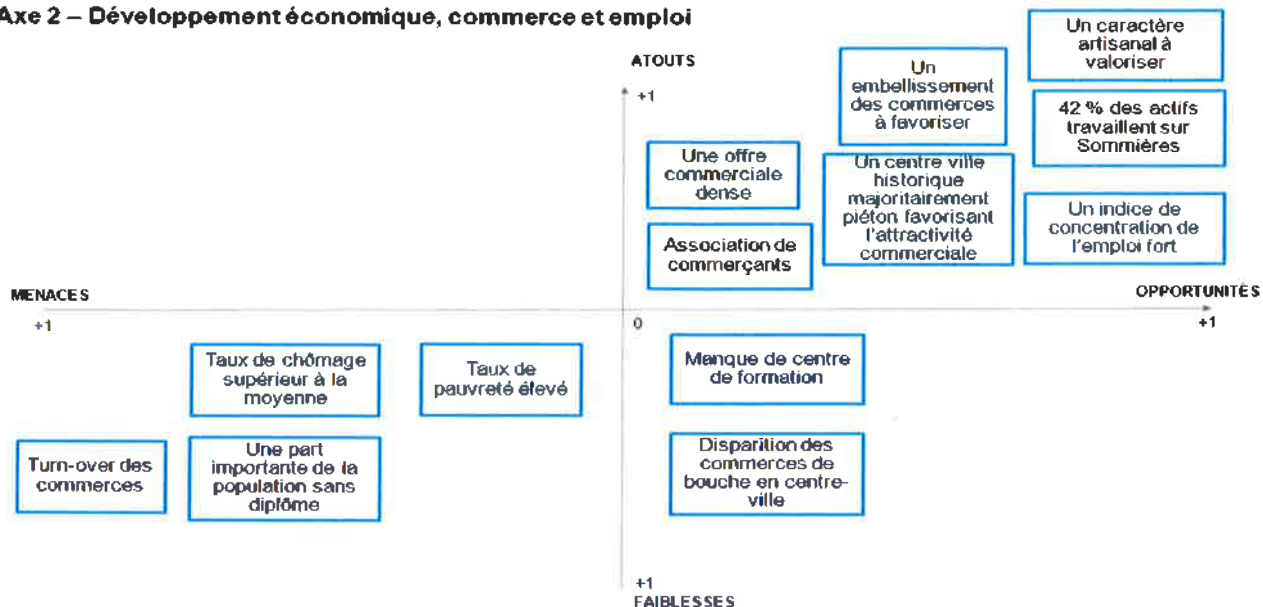 Axe 2 – Développement économique, commerce et emploi
ATOUTS
+1
Un caractère
artisanal à
valoriser
Un
embellissement
des commerces
à favoriser
42 % des actifs
travaillent sur
Sommières
Une offre
commerciale
dense
Un centre ville
historique
majoritairement
piéton favorisant
l'attractivité
commerciale
Un indice de
concentration de
l'emploi fort
Association de
commerçants
MENACES
+1
0
OPPORTUNITÉS
+1
Taux de chômage
supérieur à la
moyenne
Taux de
pauvreté élevé
Manque de centre
de formation
Turn-over des
commerces
Une part
importante de la
population sans
diplôme
Disparition des
commerces de
bouche en centre-
ville
+1
FAIBLESSES